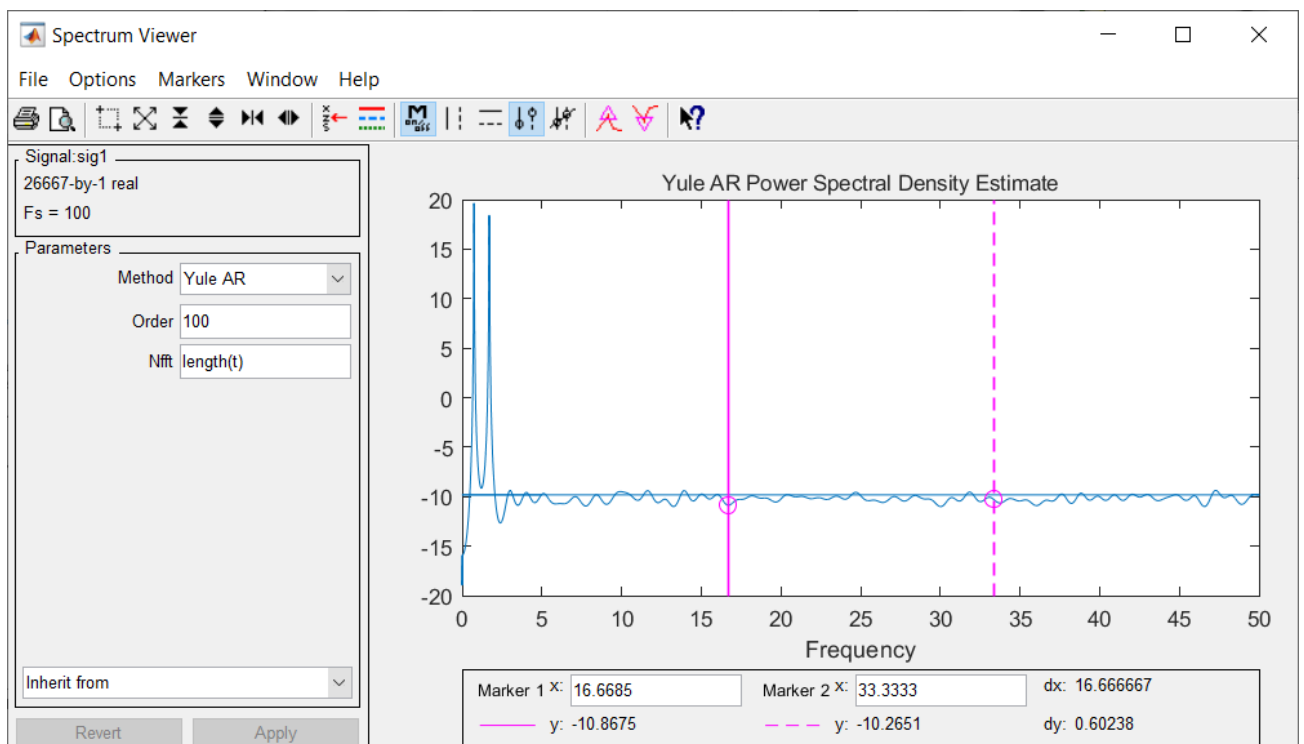 Spectrum Viewer
File Options Markers Window Help
M
on/off
?
Signal:sig1
26667-by-1 real
Fs = 100
Parameters
Method Yule AR
Order 100
Nfft length(t)
Inherit from
Revert Apply
Yule AR Power Spectral Density Estimate
20
15
10
5
0
-5
-10
-15
-20
0 5 10 15 20 25 30 35 40 45 50
Frequency
Marker 1 x: 16.6685 Marker 2 x: 33.3333 dx: 16.666667
y: -10.8675 y: -10.2651 dy: 0.60238